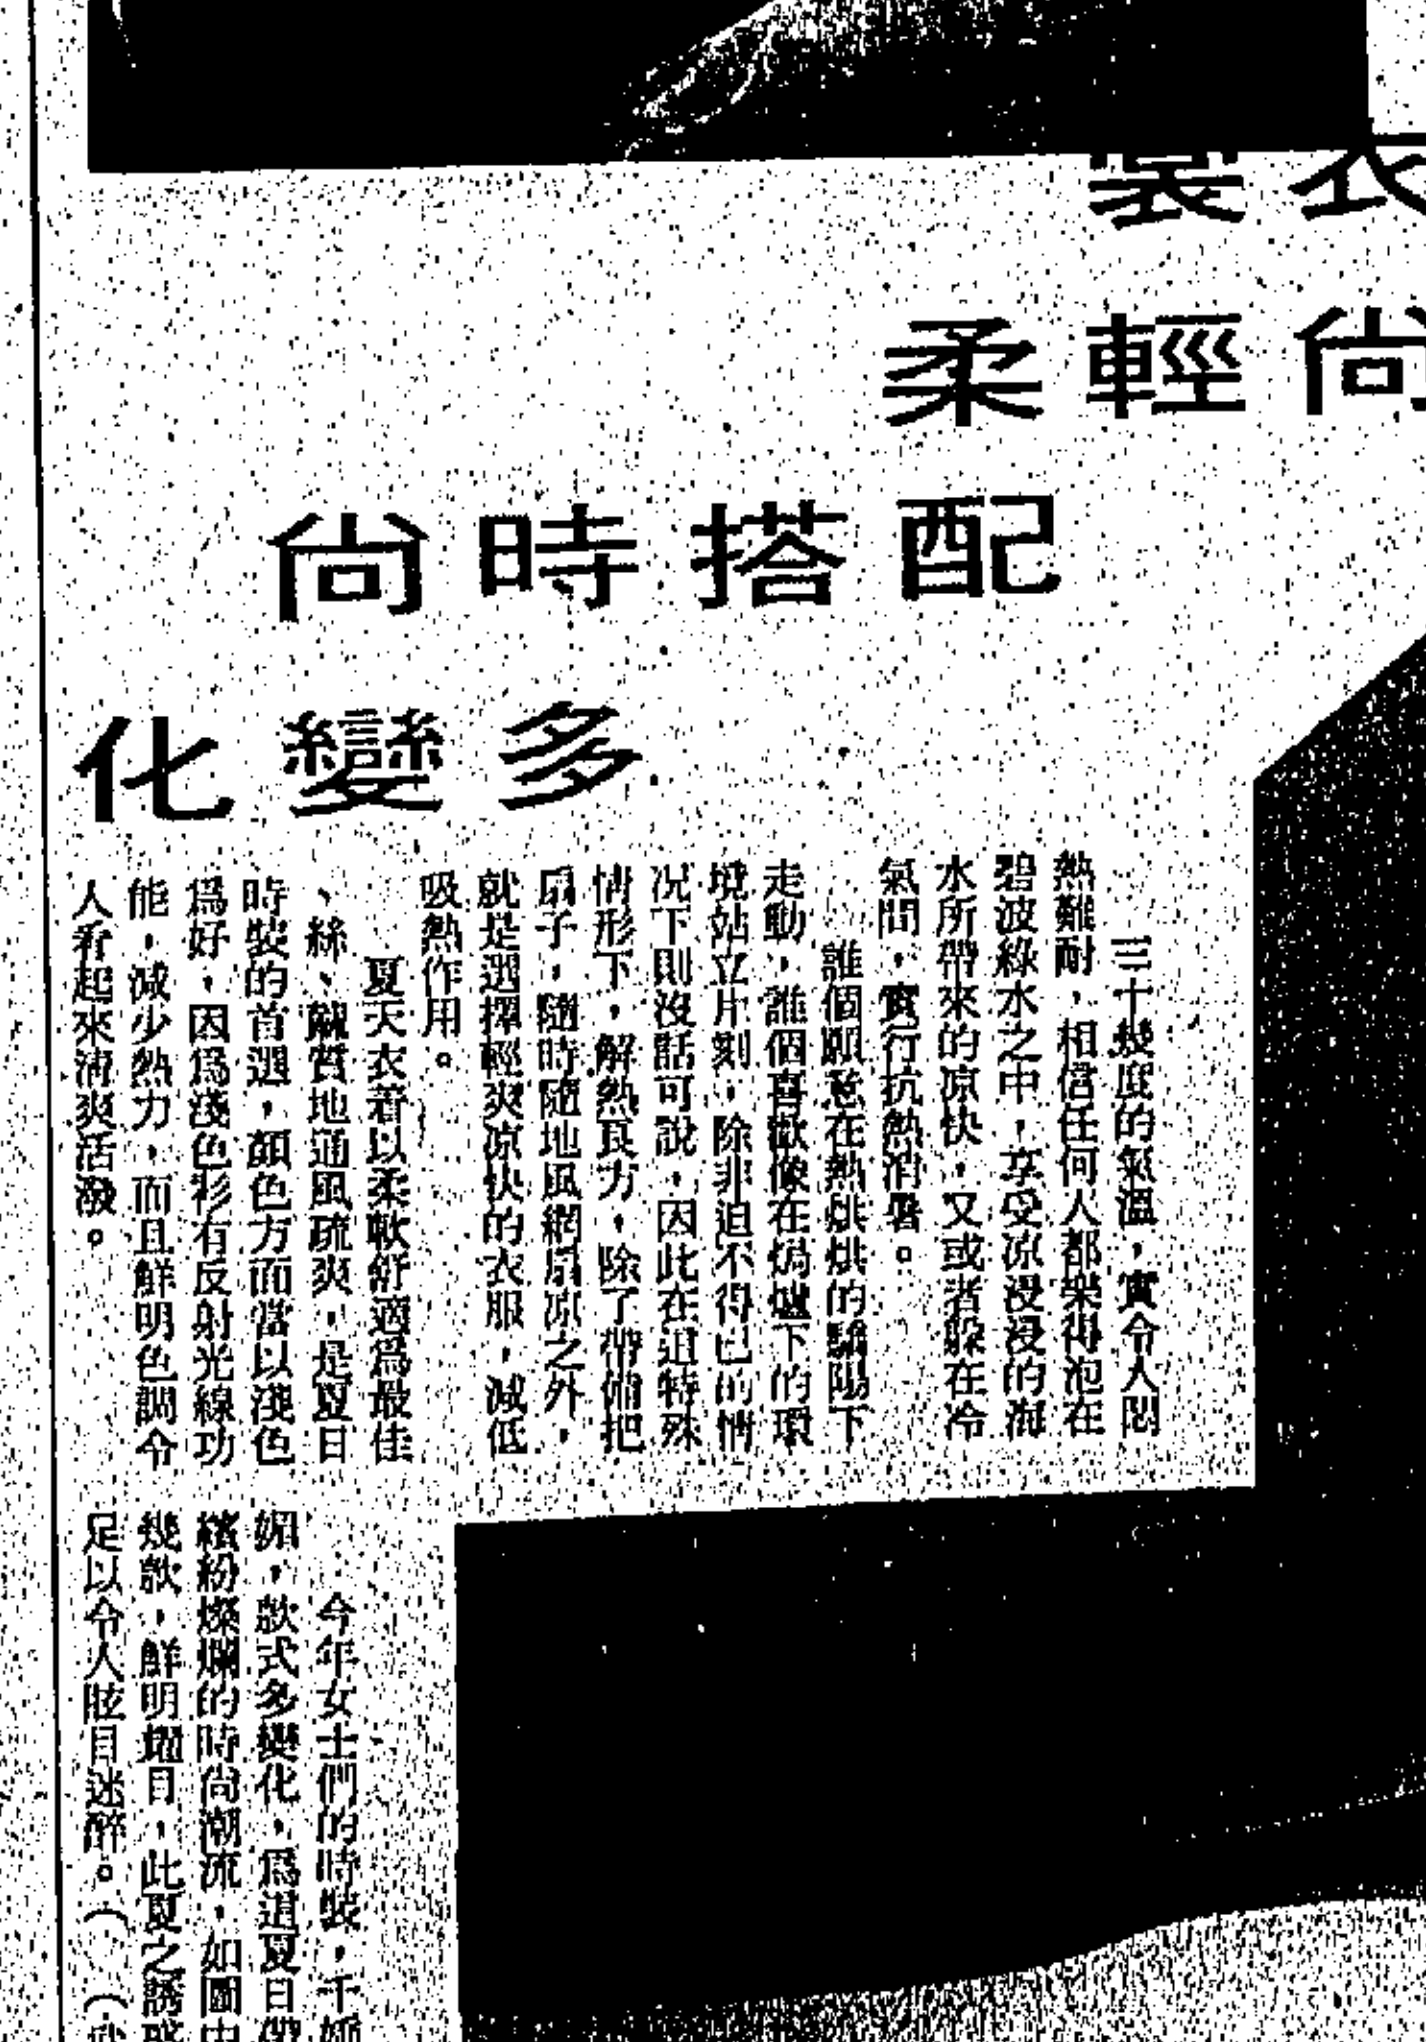 衣裝
尚輕柔
配搭時尚
多變化
三十幾度的氣溫，實令人悶
熱難耐，相信任何人都樂得泡在
碧波綠水之中，享受凉浸浸的海
水所帶來的凉快，又或者躲在冷
氣間，實行抗熱消暑。
誰個願意在熱烘烘的驕陽下
走動，誰個喜歡像在焗爐下的環
境站立片刻，除非迫不得已的情
况下則沒話可說，因此在這特殊
情形下，解熱良方，除了帶備把
扇子，隨時隨地風網扇凉之外，
就是選擇輕爽凉快的衣服，减低
吸熱作用。
夏天衣着以柔軟舒適爲最佳
、絲、蔴質地通風疏爽，是夏日
時裝的首選，顏色方面當以淺色
爲好，因爲淺色彩有反射光線功
能，减少熱力，而且鮮明色調令
人看起來清爽活潑。
今年女士們的時裝，千嬌
媚，款式多變化，爲這夏日帶
繽紛燦爛的時尚潮流，如圖中
幾款，鮮明耀目，此夏之誘惑
足以令人眩目迷醉。（